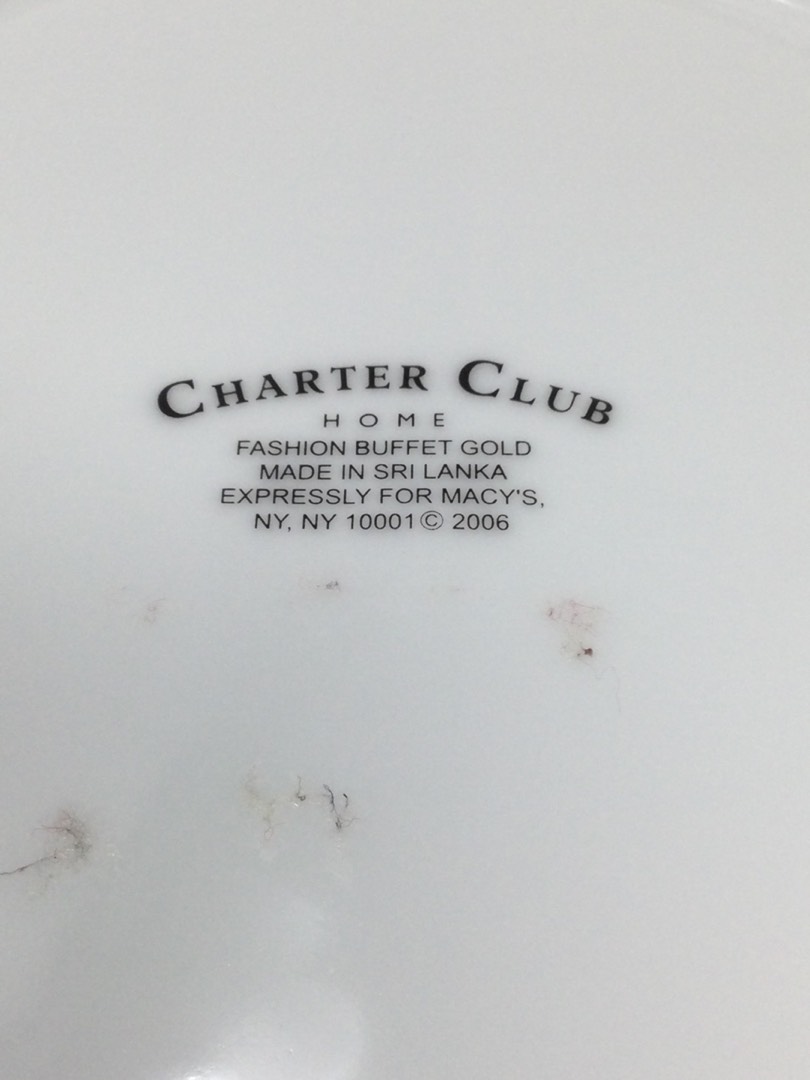 CHARTER CLUB
HOME
FASHION BUFFET GOLD
MADE IN SRI LANKA
EXPRESSLY FOR MACY'S,
NY, NY 10001 © 2006